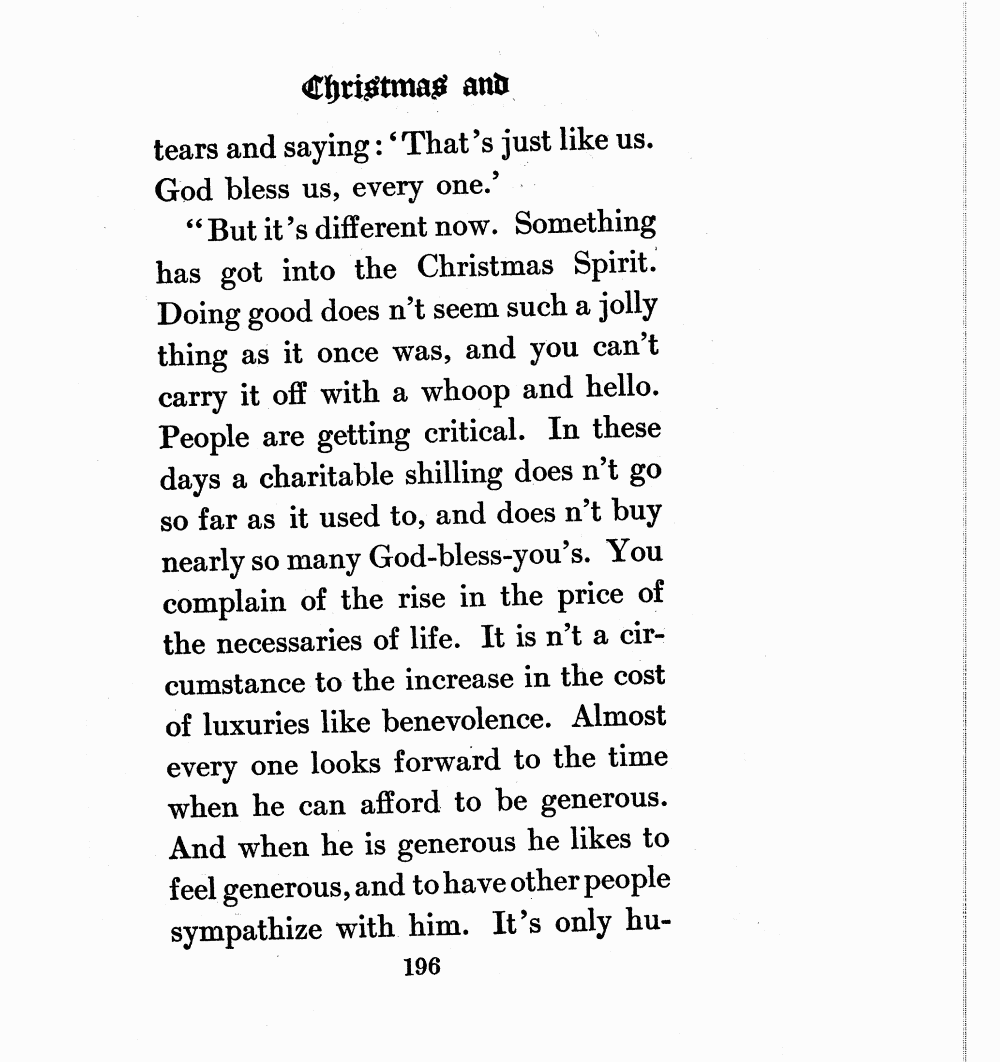 Christmas and
tears and saying: ‘That’s just like us.
God bless us, every one.’
“But it’s different now. Something
has got into the Christmas Spirit.
Doing good does n’t seem such a jolly
thing as it once was, and you can’t
carry it off with a whoop and hello.
People are getting critical. In these
days a charitable shilling does n’t go
so far as it used to, and does n’t buy
nearly so many God-bless-you’s. You
complain of the rise in the price of
the necessaries of life. It is n’t a cir-
cumstance to the increase in the cost
of luxuries like benevolence. Almost
every one looks forward to the time
when he can afford to be generous.
And when he is generous he likes to
feel generous, and to have other people
sympathize with him. It’s only hu-
196